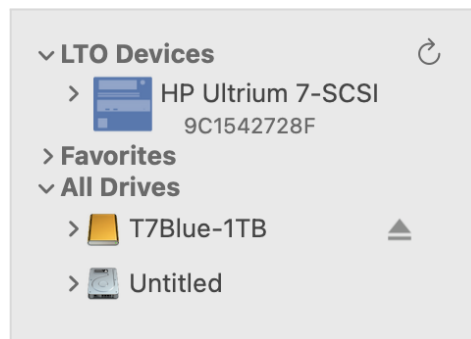 LTO Devices
HP Ultrium 7-SCSI
9C1542728F
Favorites
All Drives
T7Blue-1TB
Untitled